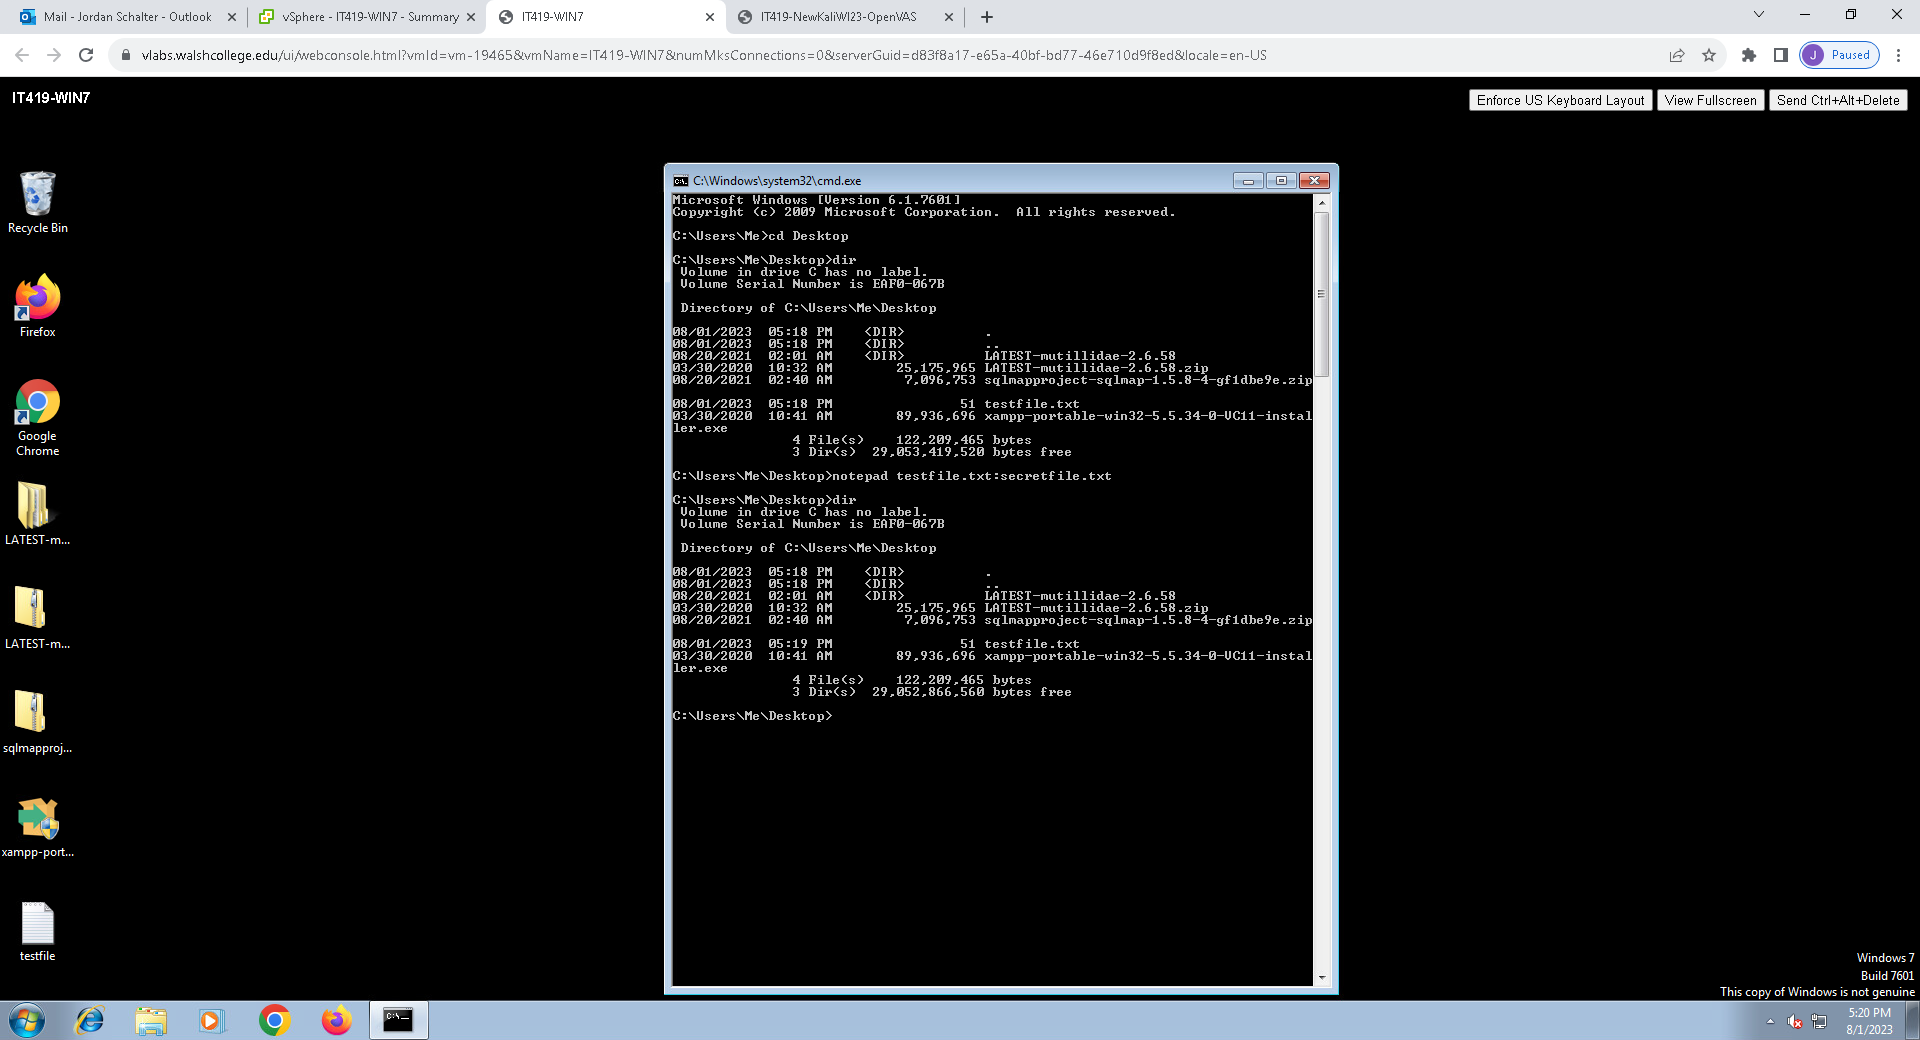 Mail - Jordan Schalter - Outlook
vSphere - IT419-WIN7 - Summary
IT419-WIN7
IT419-NewKaliWI23-OpenVAS
vlabs.walshcollege.edu/ui/webconsole.html?vmId=vm-19465&vmName=IT419-WIN7&numMksConnections=0&serverGuid=d83f8a17-e65a-40bf-bd77-46e710d9f8ed&locale=en-US
J Paused
IT419-WIN7
Enforce US Keyboard Layout
View Fullscreen
Send Ctrl+Alt+Delete
Recycle Bin
Firefox
Google
Chrome
LATEST-m...
LATEST-m...
sqlmapproj...
xampp-port...
testfile
C:\Windows\system32\cmd.exe
Microsoft Windows [Version 6.1.7601]
Copyright (c) 2009 Microsoft Corporation.  All rights reserved.
C:\Users\Me>cd Desktop
C:\Users\Me\Desktop>dir
 Volume in drive C has no label.
 Volume Serial Number is EAF0-067B
 Directory of C:\Users\Me\Desktop
08/01/2023  05:18 PM    <DIR>          .
08/01/2023  05:18 PM    <DIR>          ..
08/20/2021  02:01 AM    <DIR>          LATEST-mutillidae-2.6.58
03/30/2020  10:32 AM        25,175,965 LATEST-mutillidae-2.6.58.zip
08/20/2021  02:40 AM         7,096,753 sqlmapproject-sqlmap-1.5.8-4-gf1dbe9e.zip
08/01/2023  05:18 PM                51 testfile.txt
03/30/2020  10:41 AM        89,936,696 xampp-portable-win32-5.5.34-0-VC11-instal
ler.exe
               4 File(s)    122,209,465 bytes
               3 Dir(s)  29,053,419,520 bytes free
C:\Users\Me\Desktop>notepad testfile.txt:secretfile.txt
C:\Users\Me\Desktop>dir
 Volume in drive C has no label.
 Volume Serial Number is EAF0-067B
 Directory of C:\Users\Me\Desktop
08/01/2023  05:18 PM    <DIR>          .
08/01/2023  05:18 PM    <DIR>          ..
08/20/2021  02:01 AM    <DIR>          LATEST-mutillidae-2.6.58
03/30/2020  10:32 AM        25,175,965 LATEST-mutillidae-2.6.58.zip
08/20/2021  02:40 AM         7,096,753 sqlmapproject-sqlmap-1.5.8-4-gf1dbe9e.zip
08/01/2023  05:19 PM                51 testfile.txt
03/30/2020  10:41 AM        89,936,696 xampp-portable-win32-5.5.34-0-VC11-instal
ler.exe
               4 File(s)    122,209,465 bytes
               3 Dir(s)  29,052,866,560 bytes free
C:\Users\Me\Desktop>
Windows 7
Build 7601
This copy of Windows is not genuine
5:20 PM
8/1/2023